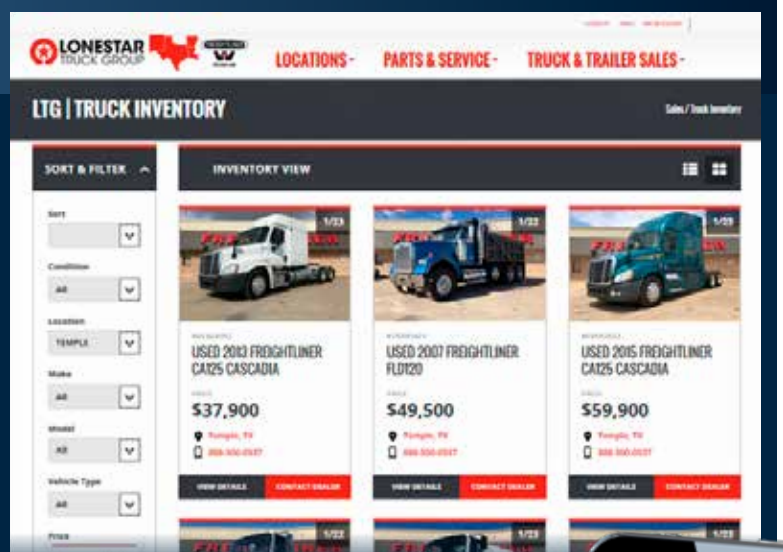 LONESTAR
TRUCK GROUP
LOCATIONS
PARTS & SERVICE
TRUCK & TRAILER SALES
LTG | TRUCK INVENTORY
Sales / Truck Inventory
SORT & FILTER
INVENTORY VIEW
Sort
Condition
All
Location
TEMPLE
Make
All
Model
All
Vehicle Type
All
Price
1/23
USED 2013 FREIGHTLINER
CA125 CASCADIA
PRICE
$37,900
Temple, TX
VIEW DETAILS
CONTACT DEALER
1/22
USED 2007 FREIGHTLINER
FLD120
PRICE
$49,500
Temple, TX
VIEW DETAILS
CONTACT DEALER
USED 2015 FREIGHTLINER
CA125 CASCADIA
PRICE
$59,900
Temple, TX
VIEW DETAILS
CONTACT DEALER